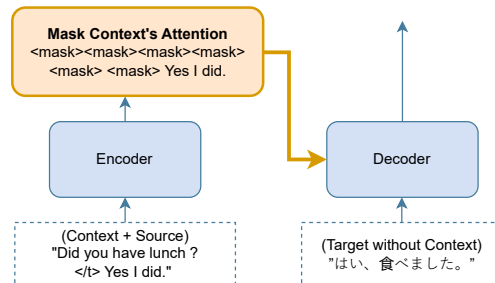 Mask Context's Attention
<mask><mask><mask><mask>
<mask> <mask> Yes I did.
Encoder
Decoder
(Context + Source)
"Did you have lunch ?
</t> Yes I did."
(Target without Context)
"はい、食べました。"